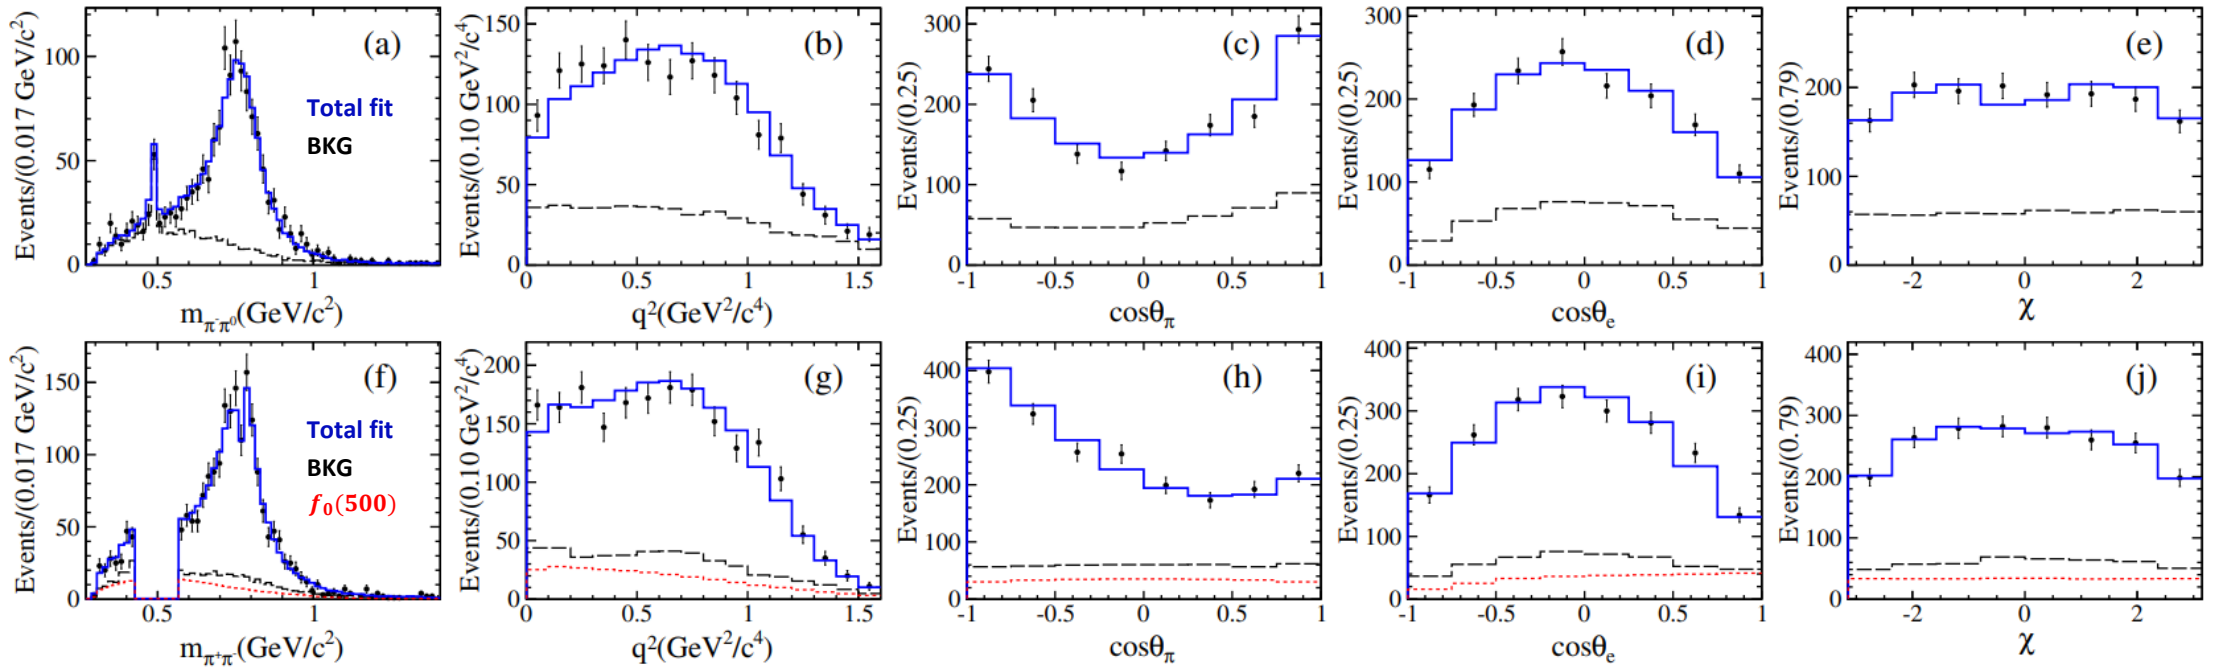 (a)
Total fit
BKG
Events/(0.017 GeV/c²)
0
50
100
0.5
1
m_{π⁻π⁰}(GeV/c²)
(b)
Events/(0.10 GeV²/c⁴)
0
50
100
150
0
0.5
1
1.5
q²(GeV²/c⁴)
(c)
Events/(0.25)
0
100
200
300
-1
-0.5
0
0.5
1
cosθ_π
(d)
Events/(0.25)
0
100
200
300
-1
-0.5
0
0.5
1
cosθ_e
(e)
Events/(0.79)
0
100
200
-2
0
2
χ
(f)
Total fit
BKG
f₀(500)
Events/(0.017 GeV/c²)
0
50
100
150
0.5
1
m_{π⁺π⁻}(GeV/c²)
(g)
Events/(0.10 GeV²/c⁴)
0
50
100
150
200
0
0.5
1
1.5
q²(GeV²/c⁴)
(h)
Events/(0.25)
0
100
200
300
400
-1
-0.5
0
0.5
1
cosθ_π
(i)
Events/(0.25)
0
100
200
300
400
-1
-0.5
0
0.5
1
cosθ_e
(j)
Events/(0.79)
0
100
200
300
400
-2
0
2
χ